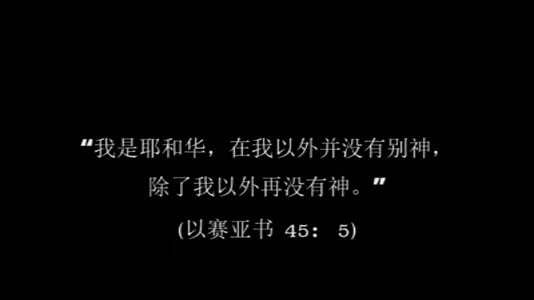 “我是耶和华，在我以外并没有别神，
除了我以外再没有神。”
(以赛亚书 45： 5)